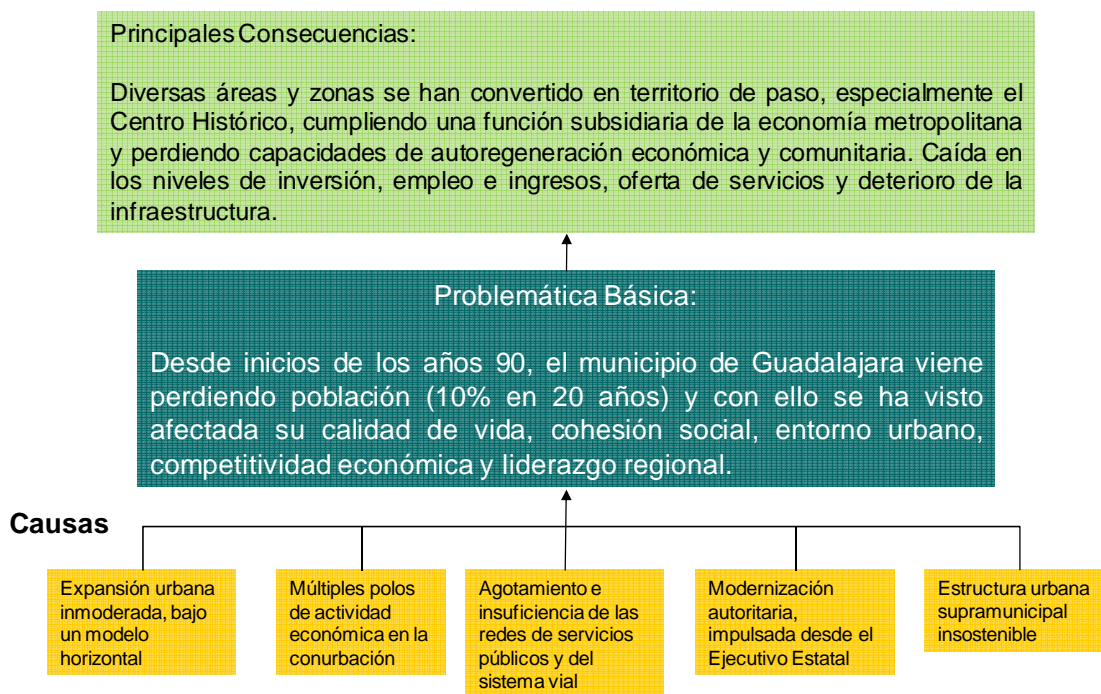 Principales Consecuencias:
Diversas áreas y zonas se han convertido en territorio de paso, especialmente el
Centro Histórico, cumpliendo una función subsidiaria de la economía metropolitana
y perdiendo capacidades de autoregeneración económica y comunitaria. Caída en
los niveles de inversión, empleo e ingresos, oferta de servicios y deterioro de la
infraestructura.
Problemática Básica:
Desde inicios de los años 90, el municipio de Guadalajara viene
perdiendo población (10% en 20 años) y con ello se ha visto
afectada su calidad de vida, cohesión social, entorno urbano,
competitividad económica y liderazgo regional.
Causas
Expansión urbana
inmoderada, bajo
un modelo
horizontal
Múltiples polos
de actividad
económica en la
conurbación
Agotamiento e
insuficiencia de las
redes de servicios
públicos y del
sistema vial
Modernización
autoritaria,
impulsada desde el
Ejecutivo Estatal
Estructura urbana
supramunicipal
insostenible